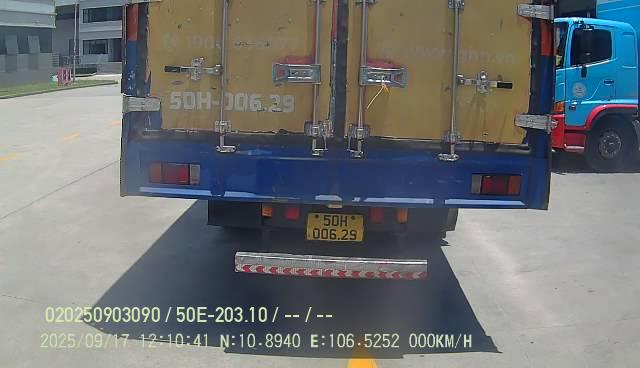 50H-006.29
50H
006.29
020250903090 / 50E-203.10 / -- / --
2025/09/17 12:10:41 N:10.8940 E:106.5252 000KM/H